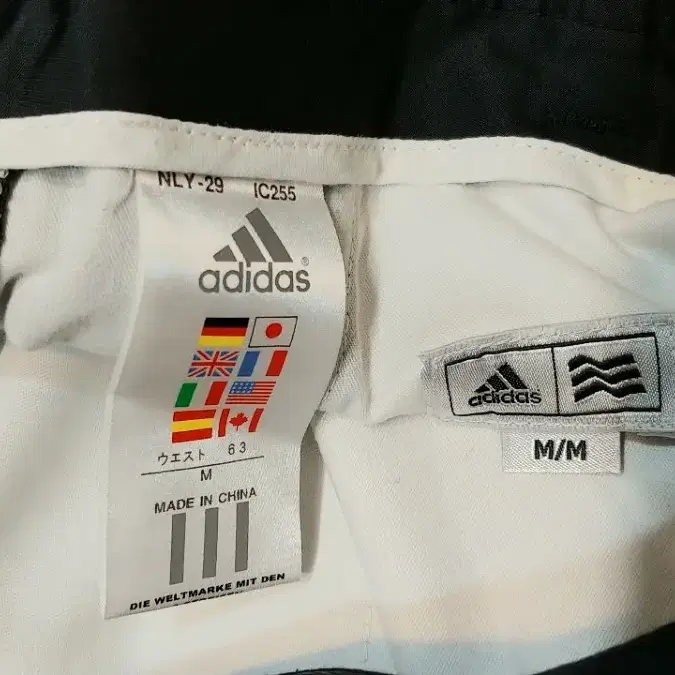 NLY-29 IC255
adidas®
ウエスト 63
M
MADE IN CHINA
DIE WELTMARKE MIT DEN
adidas
M/M